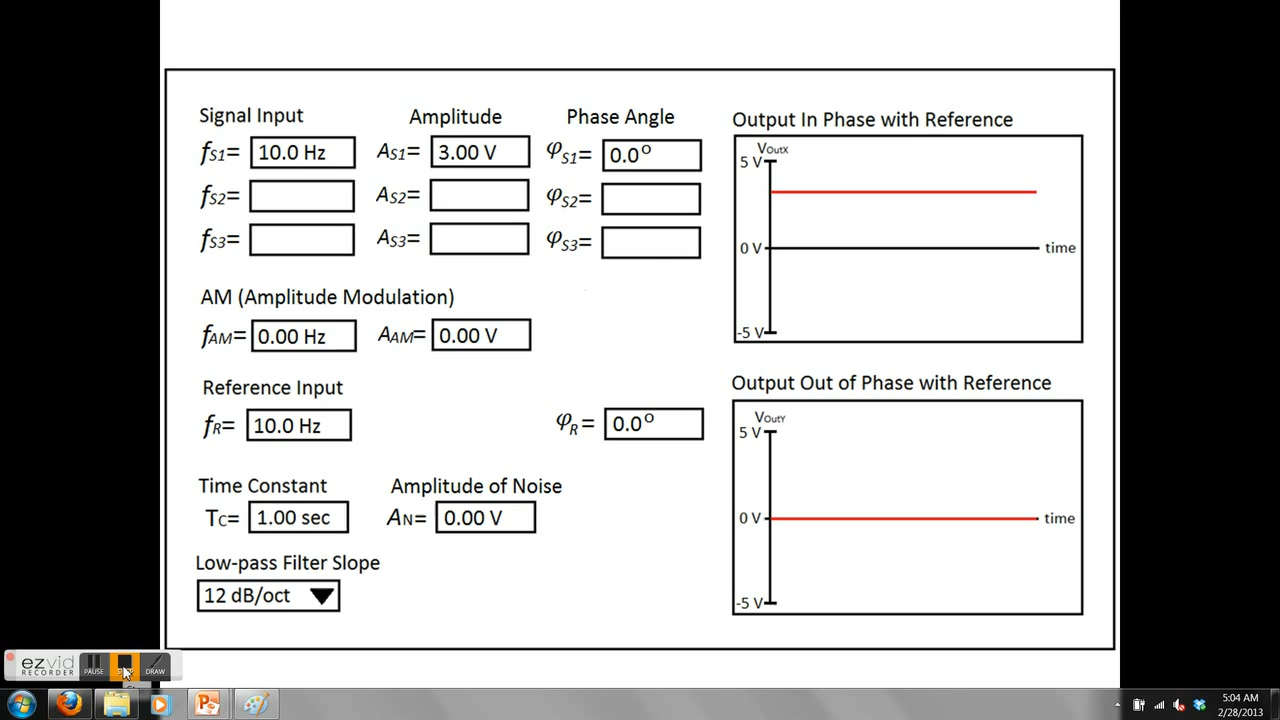 Signal Input Amplitude Phase Angle
fS1= 10.0 Hz AS1= 3.00 V φS1= 0.0°
fS2= AS2= φS2=
fS3= AS3= φS3=
AM (Amplitude Modulation)
fAM= 0.00 Hz AAM= 0.00 V
Reference Input
fR= 10.0 Hz φR= 0.0°
Time Constant Amplitude of Noise
TC= 1.00 sec AN= 0.00 V
Low-pass Filter Slope
12 dB/oct
Output In Phase with Reference
VOutX
5 V
0 V time
-5 V
Output Out of Phase with Reference
VOutY
5 V
0 V time
-5 V
ezvid
RECORDER
PAUSE
DRAW
5:04 AM
2/28/2013